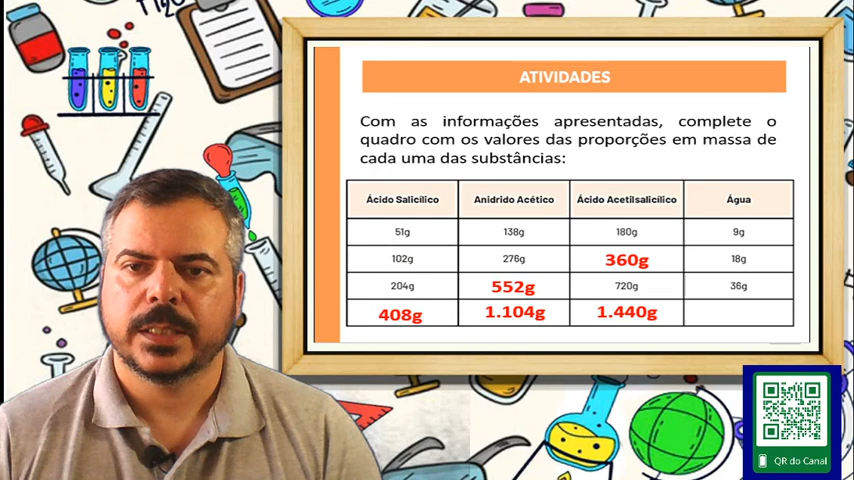 H20
ATIVIDADES
Com as informações apresentadas, complete o
quadro com os valores das proporções em massa de
cada uma das substâncias:
Ácido Salicílico Anidrido Acético Ácido Acetilsalicílico Água
51g 138g 180g 9g
102g 276g 360g 18g
204g 552g 720g 36g
408g 1.104g 1.440g
QR do Canal